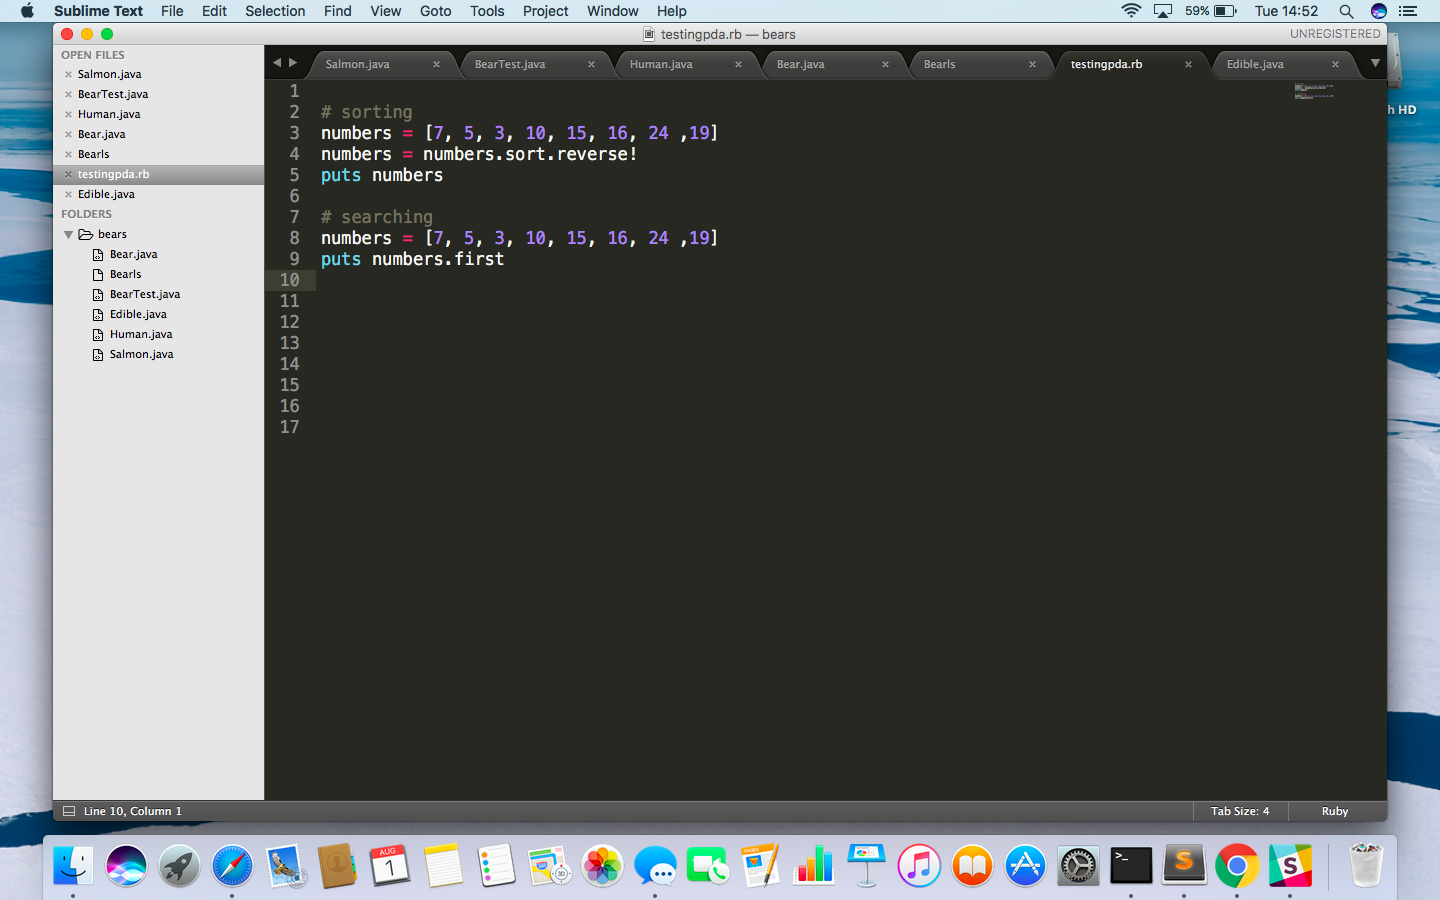 Sublime Text File Edit Selection Find View Goto Tools Project Window Help 59% Tue 14:52
testingpda.rb — bears UNREGISTERED
OPEN FILES
Salmon.java
BearTest.java
Human.java
Bear.java
Bearls
testingpda.rb
Edible.java
FOLDERS
bears
Bear.java
Bearls
BearTest.java
Edible.java
Human.java
Salmon.java
Salmon.java BearTest.java Human.java Bear.java Bearls testingpda.rb Edible.java
1
2 # sorting
3 numbers = [7, 5, 3, 10, 15, 16, 24 ,19]
4 numbers = numbers.sort.reverse!
5 puts numbers
6
7 # searching
8 numbers = [7, 5, 3, 10, 15, 16, 24 ,19]
9 puts numbers.first
10
11
12
13
14
15
16
17
h HD
Line 10, Column 1 Tab Size: 4 Ruby
AUG
1
3D
PAGES
>_
S
S